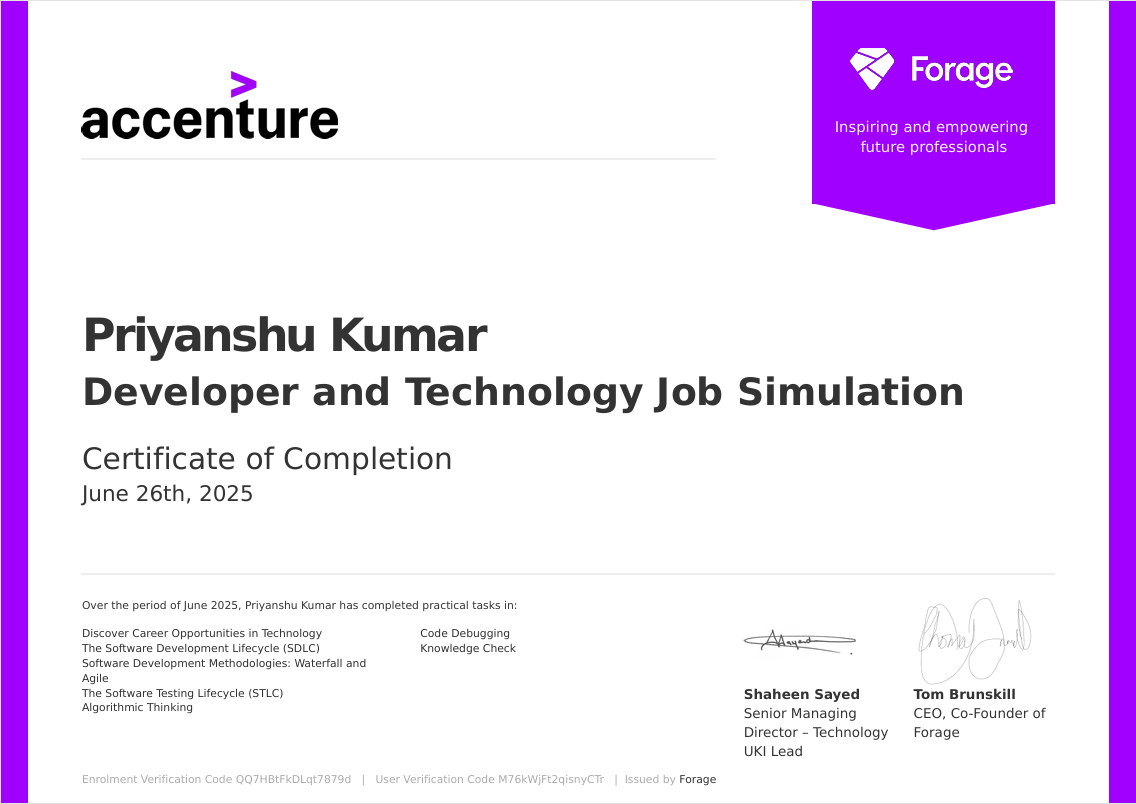 accenture
Forage
Inspiring and empowering
future professionals
Priyanshu Kumar
Developer and Technology Job Simulation
Certificate of Completion
June 26th, 2025
Over the period of June 2025, Priyanshu Kumar has completed practical tasks in:
Discover Career Opportunities in Technology
The Software Development Lifecycle (SDLC)
Software Development Methodologies: Waterfall and
Agile
The Software Testing Lifecycle (STLC)
Algorithmic Thinking
Code Debugging
Knowledge Check
Shaheen Sayed
Senior Managing
Director – Technology
UKI Lead
Tom Brunskill
CEO, Co-Founder of
Forage
Enrolment Verification Code QQ7HBtFkDLqt7879d | User Verification Code M76kWjFt2qisnyCTr | Issued by Forage